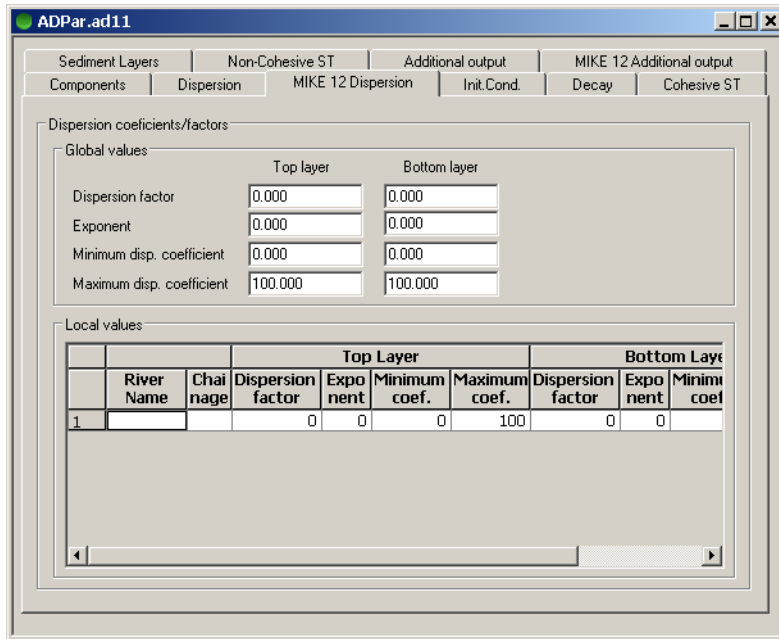 ADPar.ad11
Sediment Layers Non-Cohesive ST Additional output MIKE 12 Additional output
Components Dispersion MIKE 12 Dispersion Init.Cond. Decay Cohesive ST
Dispersion coeficients/factors
Global values
Top layer Bottom layer
Dispersion factor 0.000 0.000
Exponent 0.000 0.000
Minimum disp. coefficient 0.000 0.000
Maximum disp. coefficient 100.000 100.000
Local values
Top Layer Bottom Laye
River Chai Dispersion Expo Minimum Maximum Dispersion Expo Minimu
Name nage factor nent coef. coef. factor nent coef
1 0 0 0 100 0 0